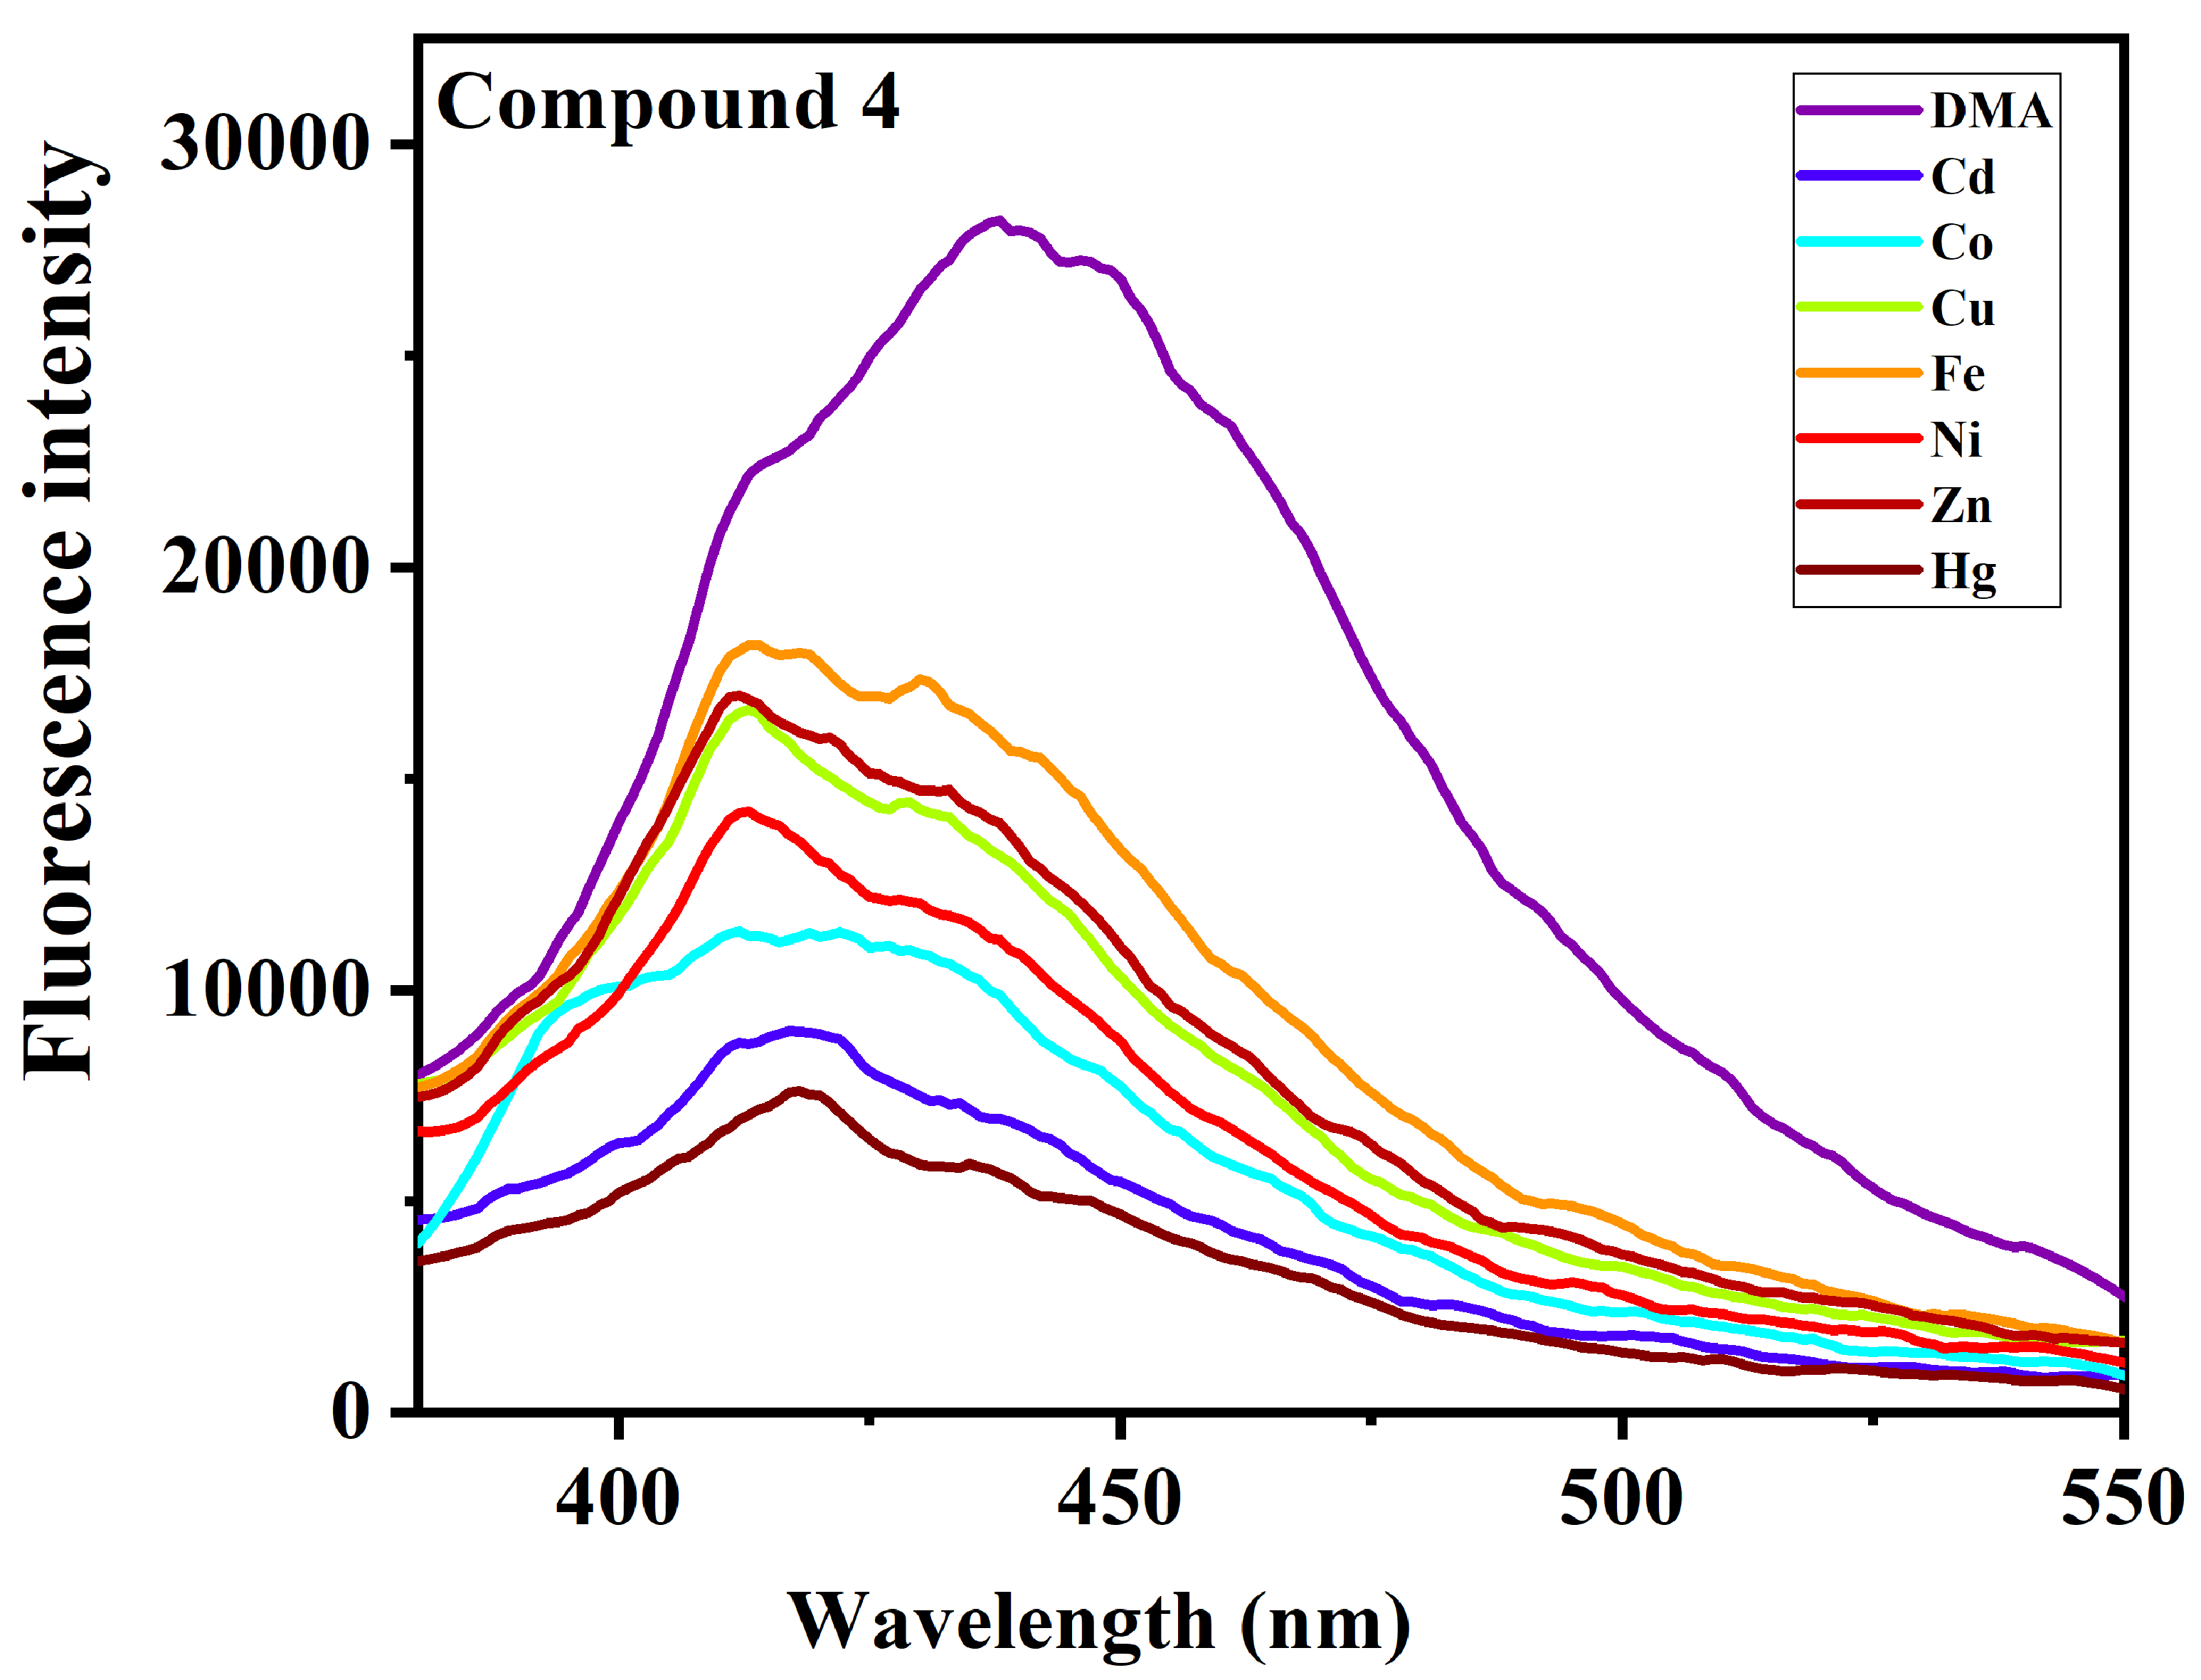 Compound 4
DMA
Cd
Co
Cu
Fe
Ni
Zn
Hg
Fluorescence intensity
30000
20000
10000
0
400 450 500 550
Wavelength (nm)